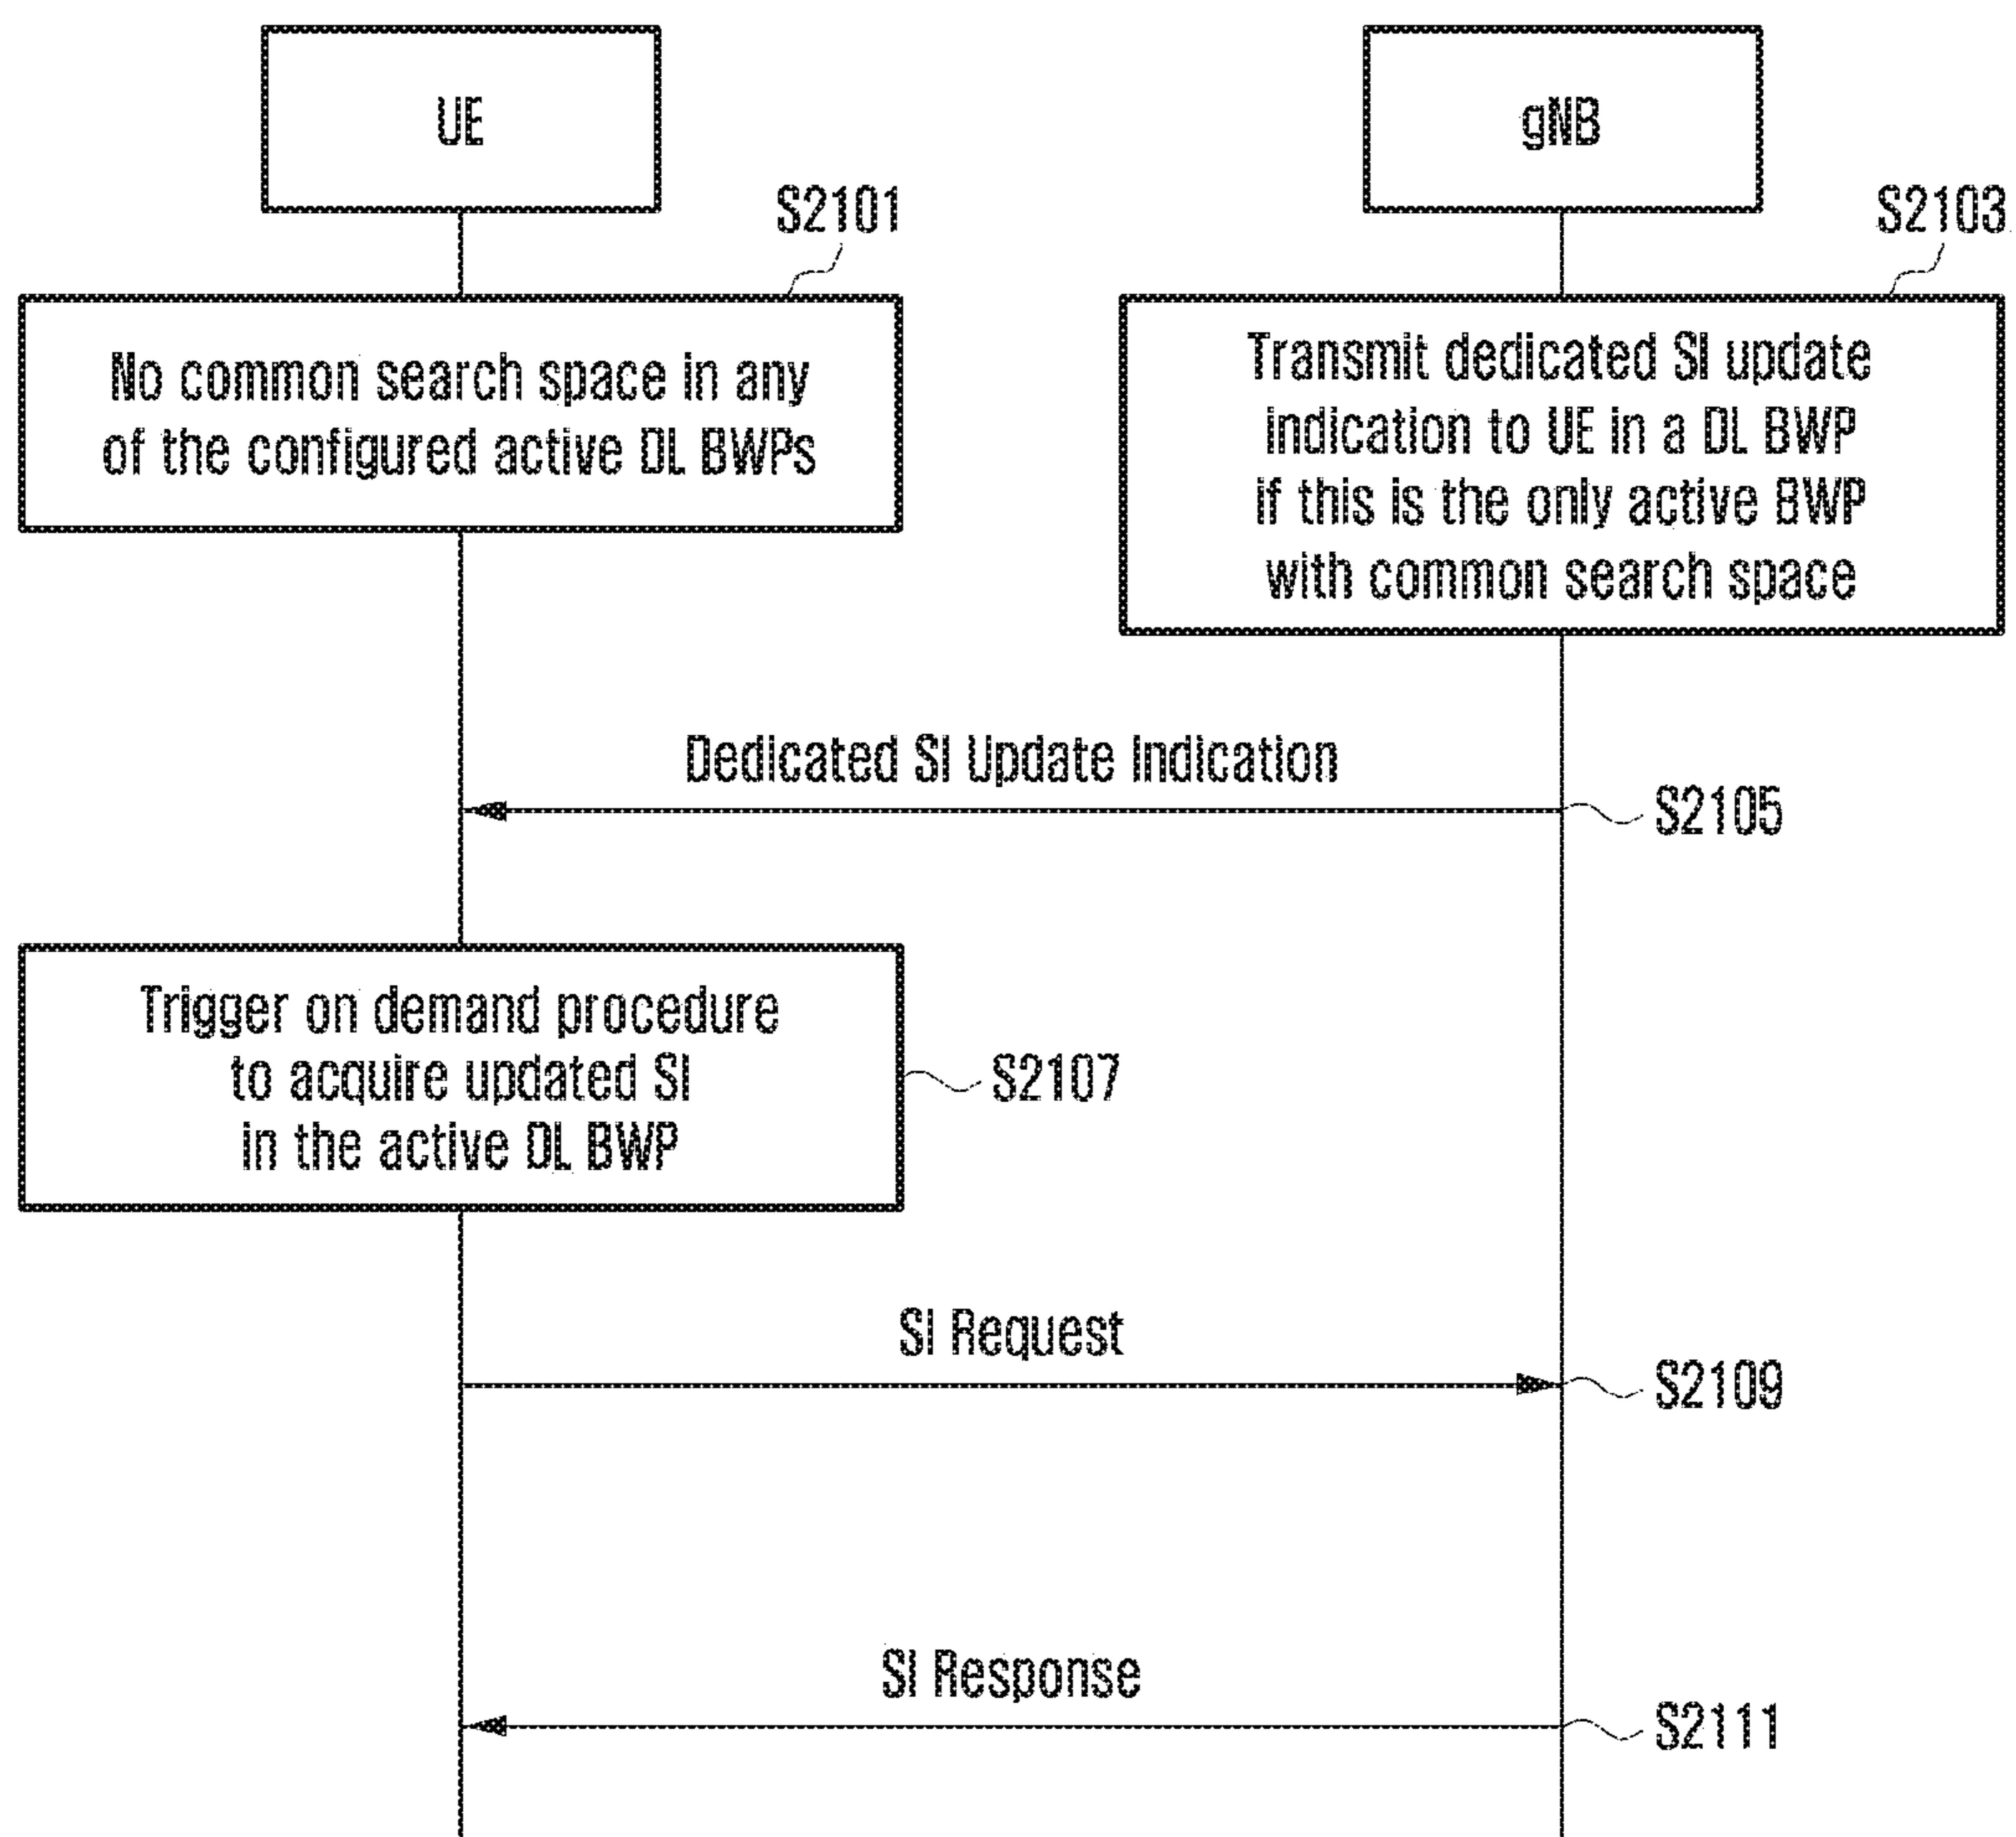 UE
gNB
S2101
S2103
No common search space in any
of the configured active DL BWPs
Transmit dedicated SI update
indication to UE in a DL BWP
if this is the only active BWP
with common search space
Dedicated SI Update Indication
S2105
Trigger on demand procedure
to acquire updated SI
in the active DL BWP
S2107
SI Request
S2109
SI Response
S2111